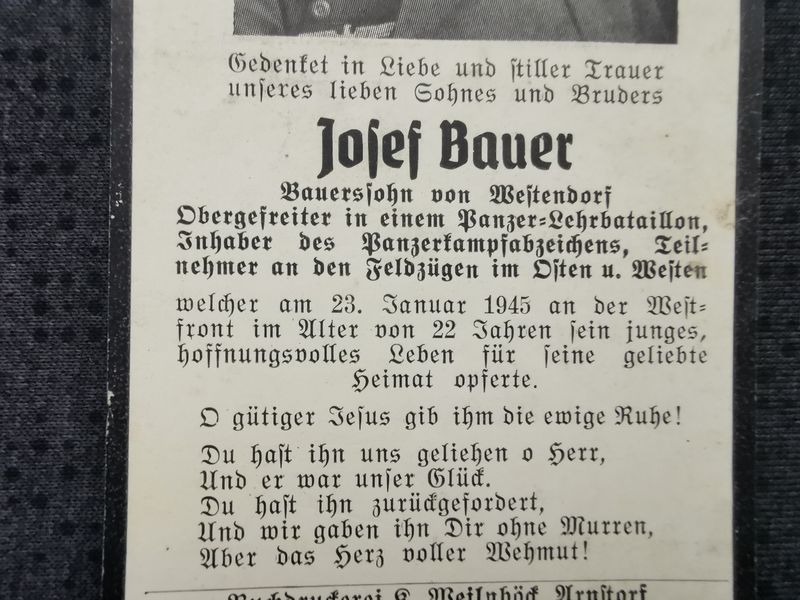 Gedenket in Liebe und stiller Trauer
unseres lieben Sohnes und Bruders
Josef Bauer
Bauerssohn von Westendorf
Obergefreiter in einem Panzer-Lehrbataillon,
Inhaber des Panzerkampfabzeichens, Teil-
nehmer an den Feldzügen im Osten u. Westen
welcher am 23. Januar 1945 an der West-
front im Alter von 22 Jahren sein junges,
hoffnungsvolles Leben für seine geliebte
Heimat opferte.
O gütiger Jesus gib ihm die ewige Ruhe!
Du hast ihn uns geliehen o Herr,
Und er war unser Glück.
Du hast ihn zurückgefordert,
Und wir gaben ihn Dir ohne Murren,
Aber das Herz voller Wehmut!
Buchdruckerei Weilnböck Arnstorf